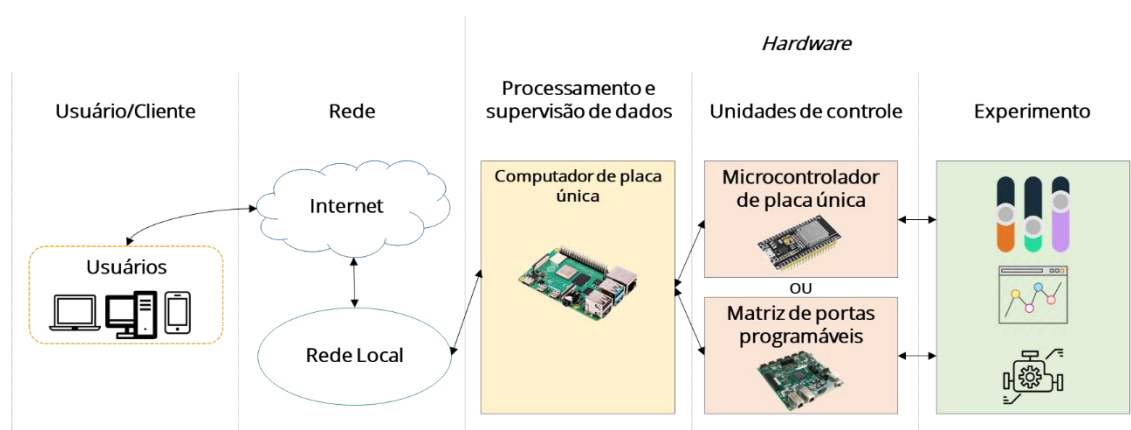 Hardware
Usuário/Cliente
Rede
Processamento e
supervisão de dados
Unidades de controle
Experimento
Usuários
Internet
Rede Local
Computador de placa
única
Microcontrolador
de placa única
OU
Matriz de portas
programáveis